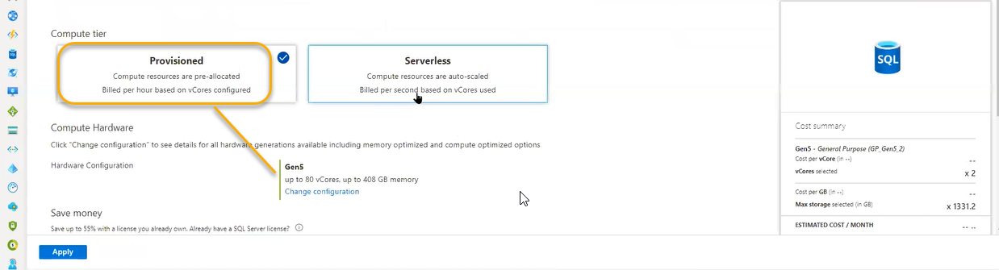 Compute tier
Provisioned
Compute resources are pre-allocated
Billed per hour based on vCores configured
Serverless
Compute resources are auto-scaled
Billed per second based on vCores used
Compute Hardware
Click "Change configuration" to see details for all hardware generations available including memory optimized and compute optimized options
Hardware Configuration
Gen5
up to 80 vCores, up to 408 GB memory
Change configuration
Save money
Save up to 55% with a license you already own. Already have a SQL Server license?
Apply
SQL
Cost summary
Gen5 - General Purpose (GP_Gen5_2)
Cost per vCore (in --) --
vCores selected x 2
Cost per GB (in --) --
Max storage selected (in GB) x 1331.2
ESTIMATED COST / MONTH -- --